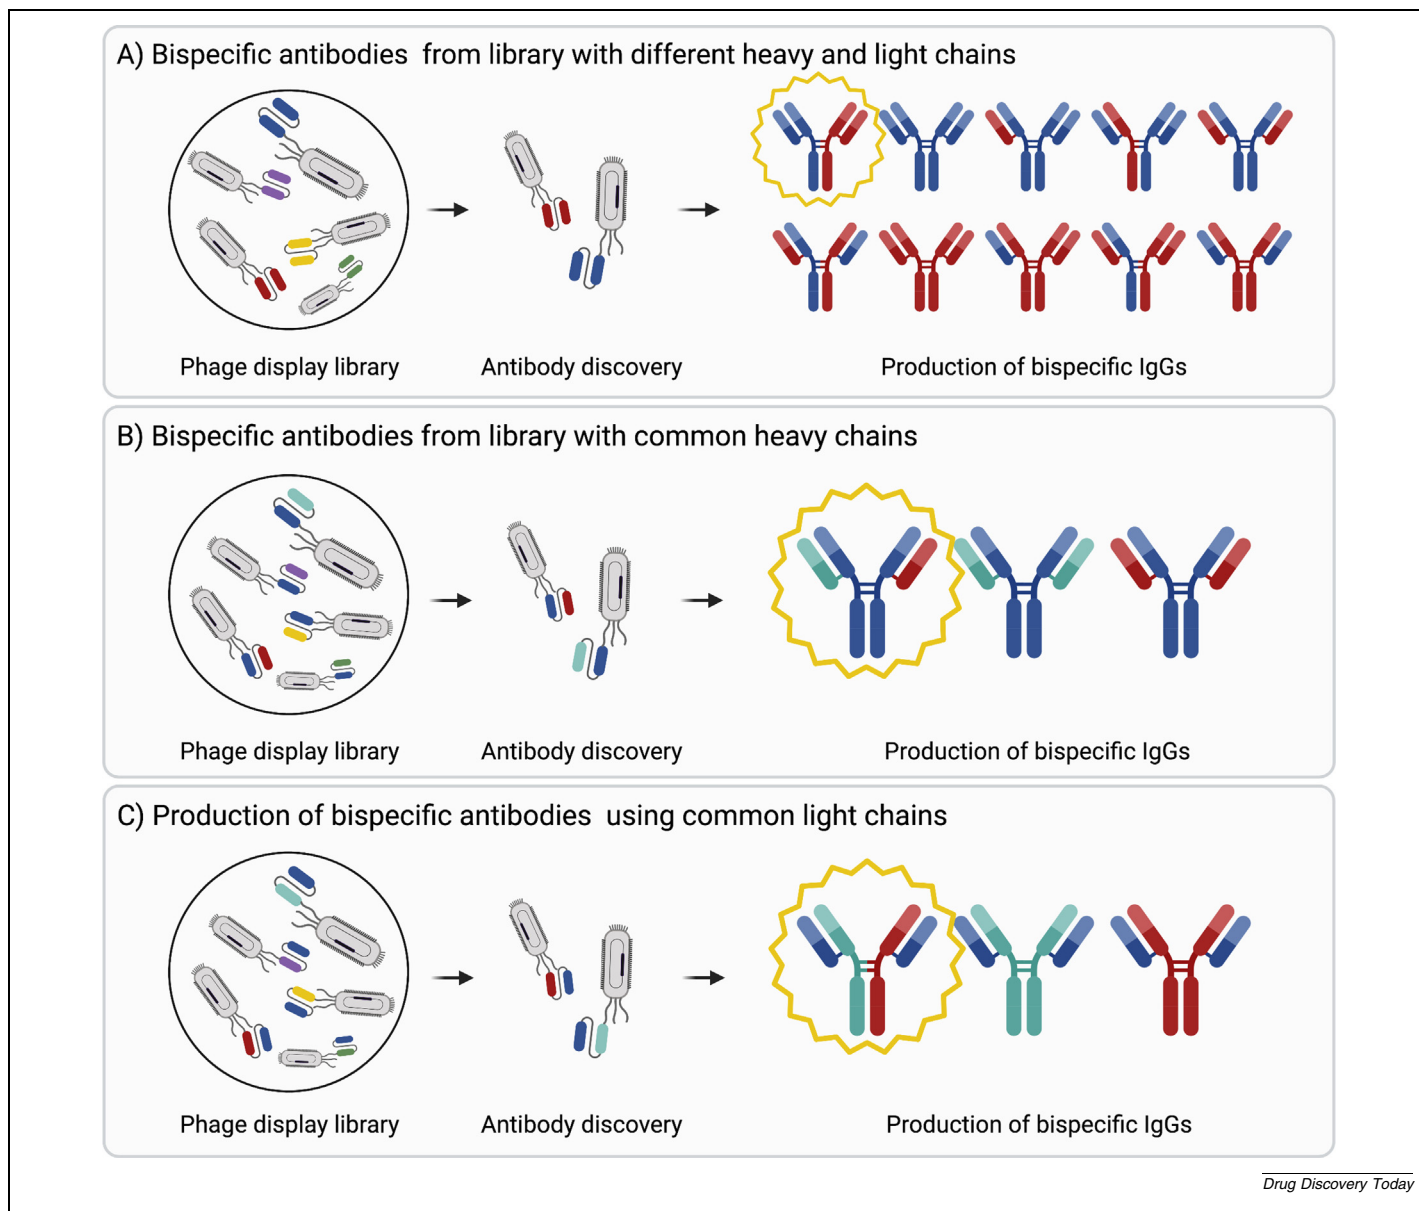 A) Bispecific antibodies from library with different heavy and light chains
Phage display library
Antibody discovery
Production of bispecific IgGs
B) Bispecific antibodies from library with common heavy chains
Phage display library
Antibody discovery
Production of bispecific IgGs
C) Production of bispecific antibodies using common light chains
Phage display library
Antibody discovery
Production of bispecific IgGs
Drug Discovery Today